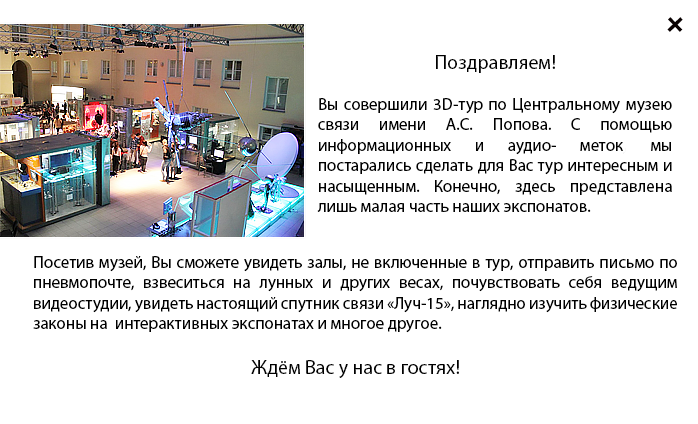 Поздравляем!
Вы совершили 3D-тур по Центральному музею
связи имени А.С. Попова. С помощью
информационных и аудио- меток мы
постарались сделать для Вас тур интересным и
насыщенным. Конечно, здесь представлена
лишь малая часть наших экспонатов.
Посетив музей, Вы сможете увидеть залы, не включенные в тур, отправить письмо по
пневмопочте, взвеситься на лунных и других весах, почувствовать себя ведущим
видеостудии, увидеть настоящий спутник связи «Луч-15», наглядно изучить физические
законы на интерактивных экспонатах и многое другое.
Ждём Вас у нас в гостях!